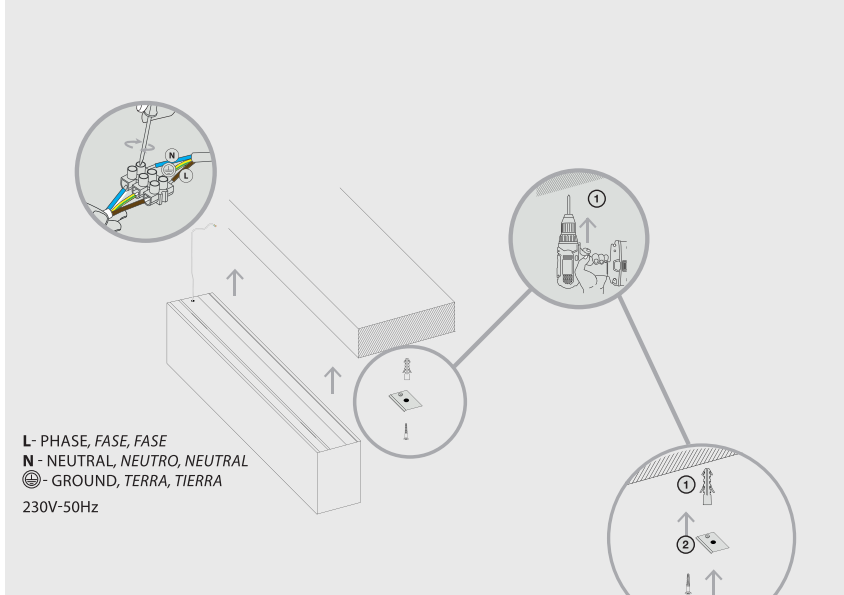 N
L
1
L- PHASE, FASE, FASE
N - NEUTRAL, NEUTRO, NEUTRAL
- GROUND, TERRA, TIERRA
230V-50Hz
1
2